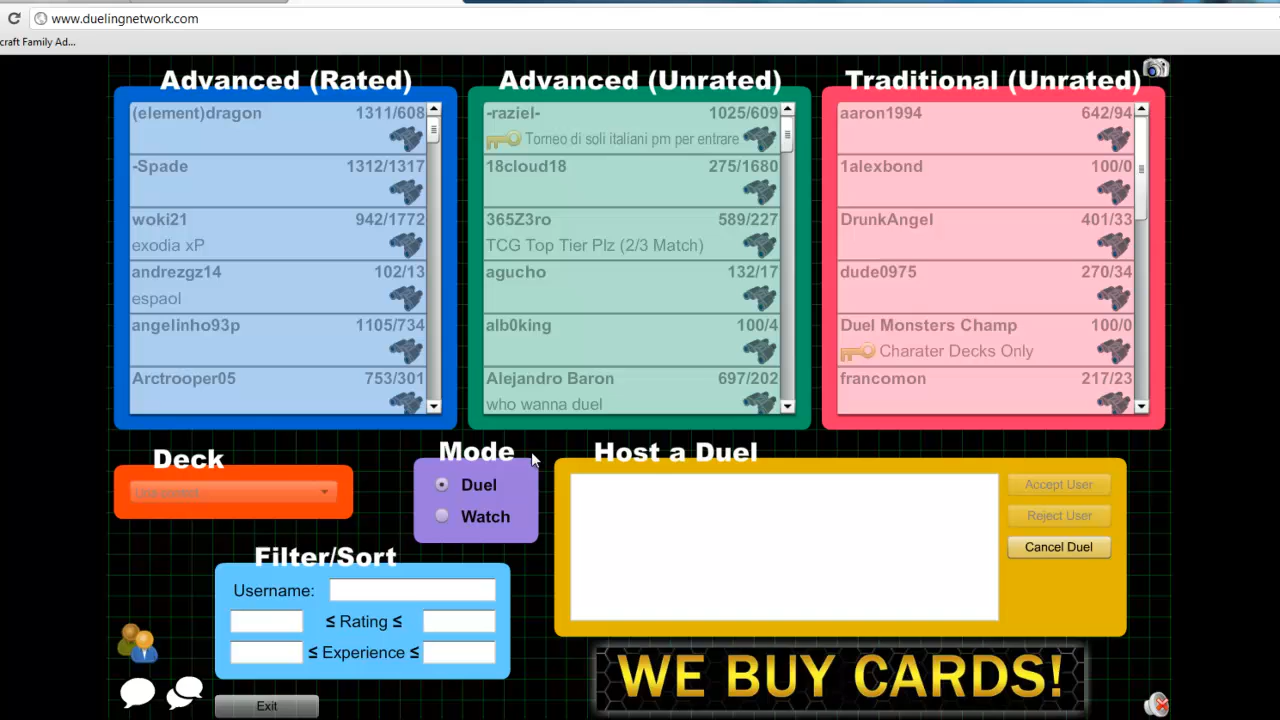 www.duelingnetwork.com
craft Family Ad...
Advanced (Rated)
(element)dragon 1311/608
-Spade 1312/1317
woki21 942/1772
exodia xP
andrezgz14 102/13
espaol
angelinho93p 1105/734
Arctrooper05 753/301
Advanced (Unrated)
-raziel- 1025/609
Torneo di soli italiani pm per entrare
18cloud18 275/1680
365Z3ro 589/227
TCG Top Tier Plz (2/3 Match)
agucho 132/17
alb0king 100/4
Alejandro Baron 697/202
who wanna duel
Traditional (Unrated)
aaron1994 642/94
1alexbond 100/0
DrunkAngel 401/33
dude0975 270/34
Duel Monsters Champ 100/0
Charater Decks Only
francomon 217/23
Deck
Mode
Duel
Watch
Host a Duel
Accept User
Reject User
Cancel Duel
Filter/Sort
Username:
≤ Rating ≤
≤ Experience ≤
Exit
WE BUY CARDS!